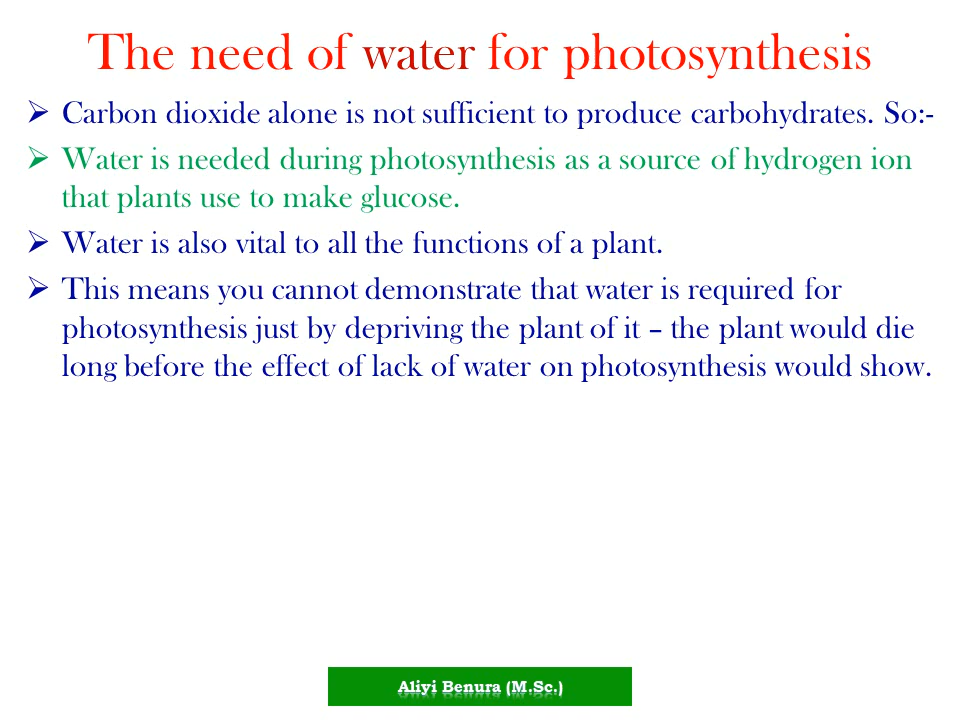 The need of water for photosynthesis
➢ Carbon dioxide alone is not sufficient to produce carbohydrates. So:-
➢ Water is needed during photosynthesis as a source of hydrogen ion
that plants use to make glucose.
➢ Water is also vital to all the functions of a plant.
➢ This means you cannot demonstrate that water is required for
photosynthesis just by depriving the plant of it – the plant would die
long before the effect of lack of water on photosynthesis would show.
Aliyi Benura (M.Sc.)